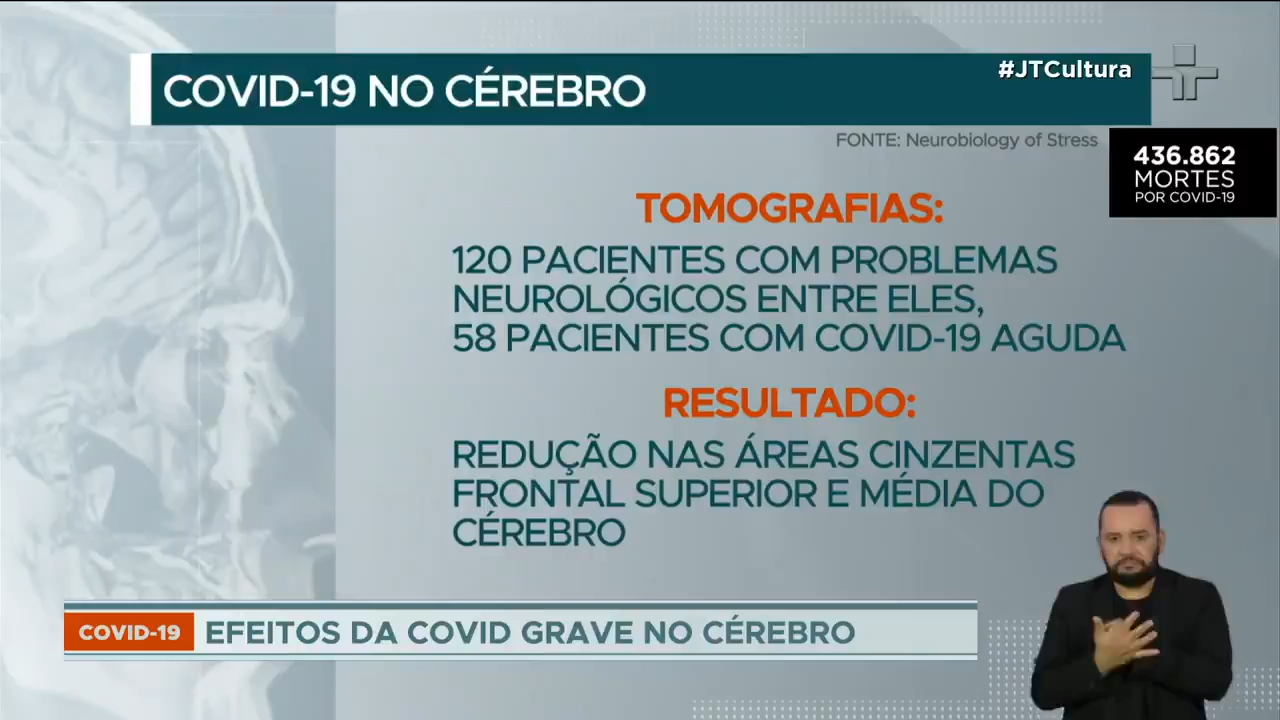 COVID-19 NO CÉREBRO
#JTCultura
FONTE: Neurobiology of Stress
436.862
MORTES
POR COVID-19
TOMOGRAFIAS:
120 PACIENTES COM PROBLEMAS
NEUROLÓGICOS ENTRE ELES,
58 PACIENTES COM COVID-19 AGUDA
RESULTADO:
REDUÇÃO NAS ÁREAS CINZENTAS
FRONTAL SUPERIOR E MÉDIA DO
CÉREBRO
COVID-19
EFEITOS DA COVID GRAVE NO CÉREBRO